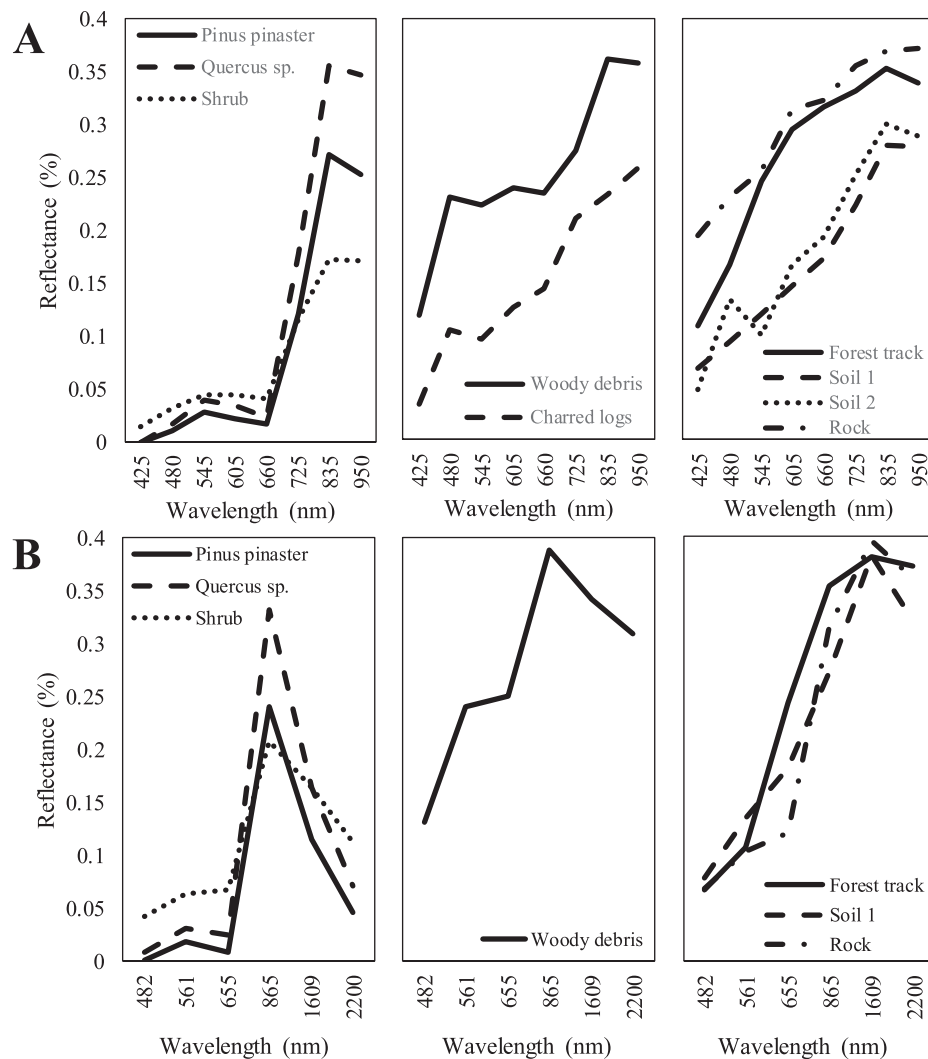 A
Reflectance (%)
0.4
0.35
0.3
0.25
0.2
0.15
0.1
0.05
0
Pinus pinaster
Quercus sp.
Shrub
425 480 545 605 660 725 835 950
Wavelength (nm)
Woody debris
Charred logs
425 480 545 605 660 725 835 950
Wavelength (nm)
Forest track
Soil 1
Soil 2
Rock
425 480 545 605 660 725 835 950
Wavelength (nm)
B
Reflectance (%)
0.4
0.35
0.3
0.25
0.2
0.15
0.1
0.05
0
Pinus pinaster
Quercus sp.
Shrub
482 561 655 865 1609 2200
Wavelength (nm)
Woody debris
482 561 655 865 1609 2200
Wavelength (nm)
Forest track
Soil 1
Rock
482 561 655 865 1609 2200
Wavelength (nm)